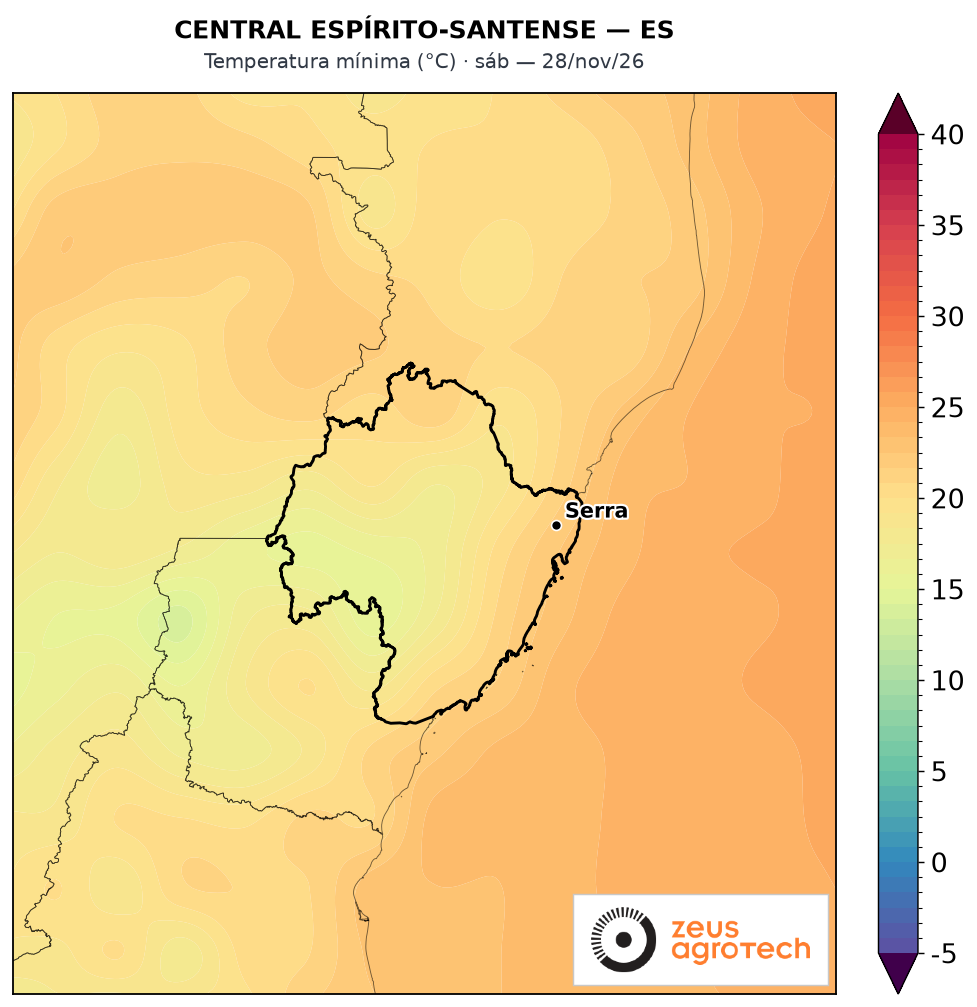 CENTRAL ESPÍRITO-SANTENSE — ES
Temperatura mínima (°C) · sáb — 28/nov/26
40
35
30
25
20
15
10
5
0
-5
Serra
zeus
agrotech